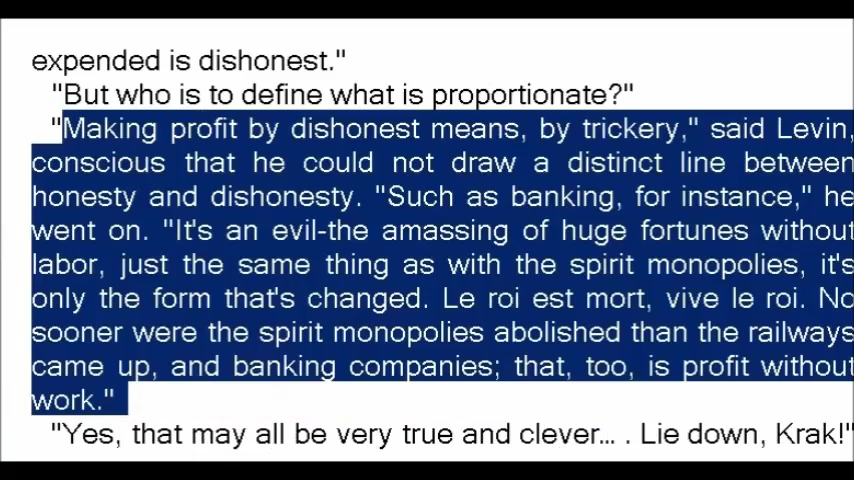 expended is dishonest."
"But who is to define what is proportionate?"
"Making profit by dishonest means, by trickery," said Levin,
conscious that he could not draw a distinct line between
honesty and dishonesty. "Such as banking, for instance," he
went on. "It's an evil-the amassing of huge fortunes without
labor, just the same thing as with the spirit monopolies, it's
only the form that's changed. Le roi est mort, vive le roi. No
sooner were the spirit monopolies abolished than the railways
came up, and banking companies; that, too, is profit without
work."
"Yes, that may all be very true and clever... . Lie down, Krak!"